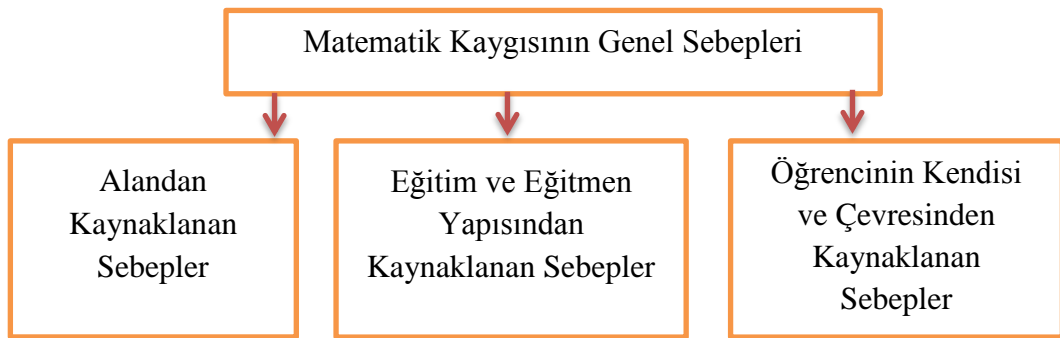 Matematik Kaygısının Genel Sebepleri
Alandan
Kaynaklanan
Sebepler
Eğitim ve Eğitmen
Yapısından
Kaynaklanan Sebepler
Öğrencinin Kendisi
ve Çevresinden
Kaynaklanan
Sebepler